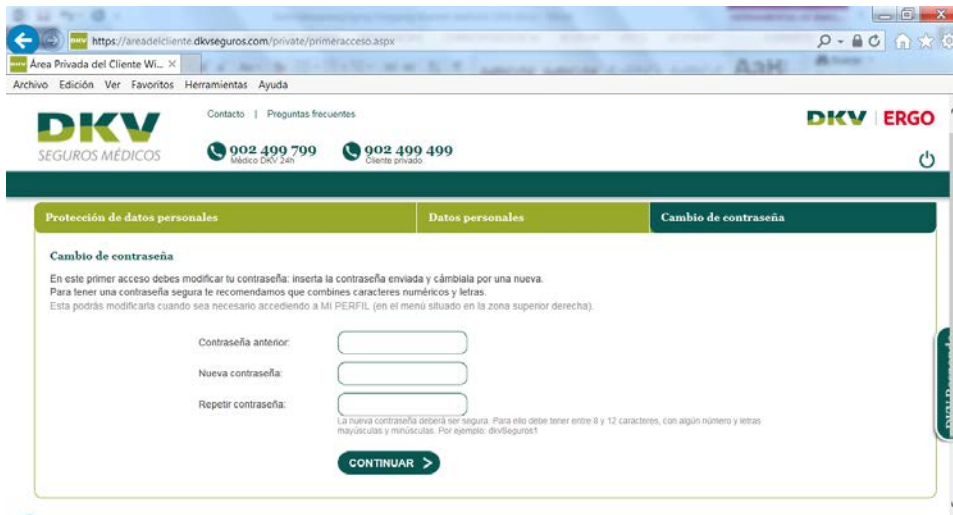 https://areadelcliente.dkvseguros.com/private/primeracceso.aspx
Área Privada del Cliente Wi...
Archivo Edición Ver Favoritos Herramientas Ayuda
Contacto | Preguntas frecuentes
DKV
SEGUROS MÉDICOS
902 499 799
Médico DKV 24h
902 499 499
Cliente privado
DKV ERGO
Protección de datos personales
Datos personales
Cambio de contraseña
Cambio de contraseña
En este primer acceso debes modificar tu contraseña: inserta la contraseña enviada y cámbiala por una nueva.
Para tener una contraseña segura te recomendamos que combines caracteres numéricos y letras.
Esta podrás modificarla cuando sea necesario accediendo a MI PERFIL (en el menú situado en la zona superior derecha).
Contraseña anterior:
Nueva contraseña:
Repetir contraseña:
La nueva contraseña deberá ser segura. Para ello debe tener entre 8 y 12 caracteres, con algún número y letras
mayúsculas y minúsculas. Por ejemplo: dkvSeguros1
CONTINUAR >